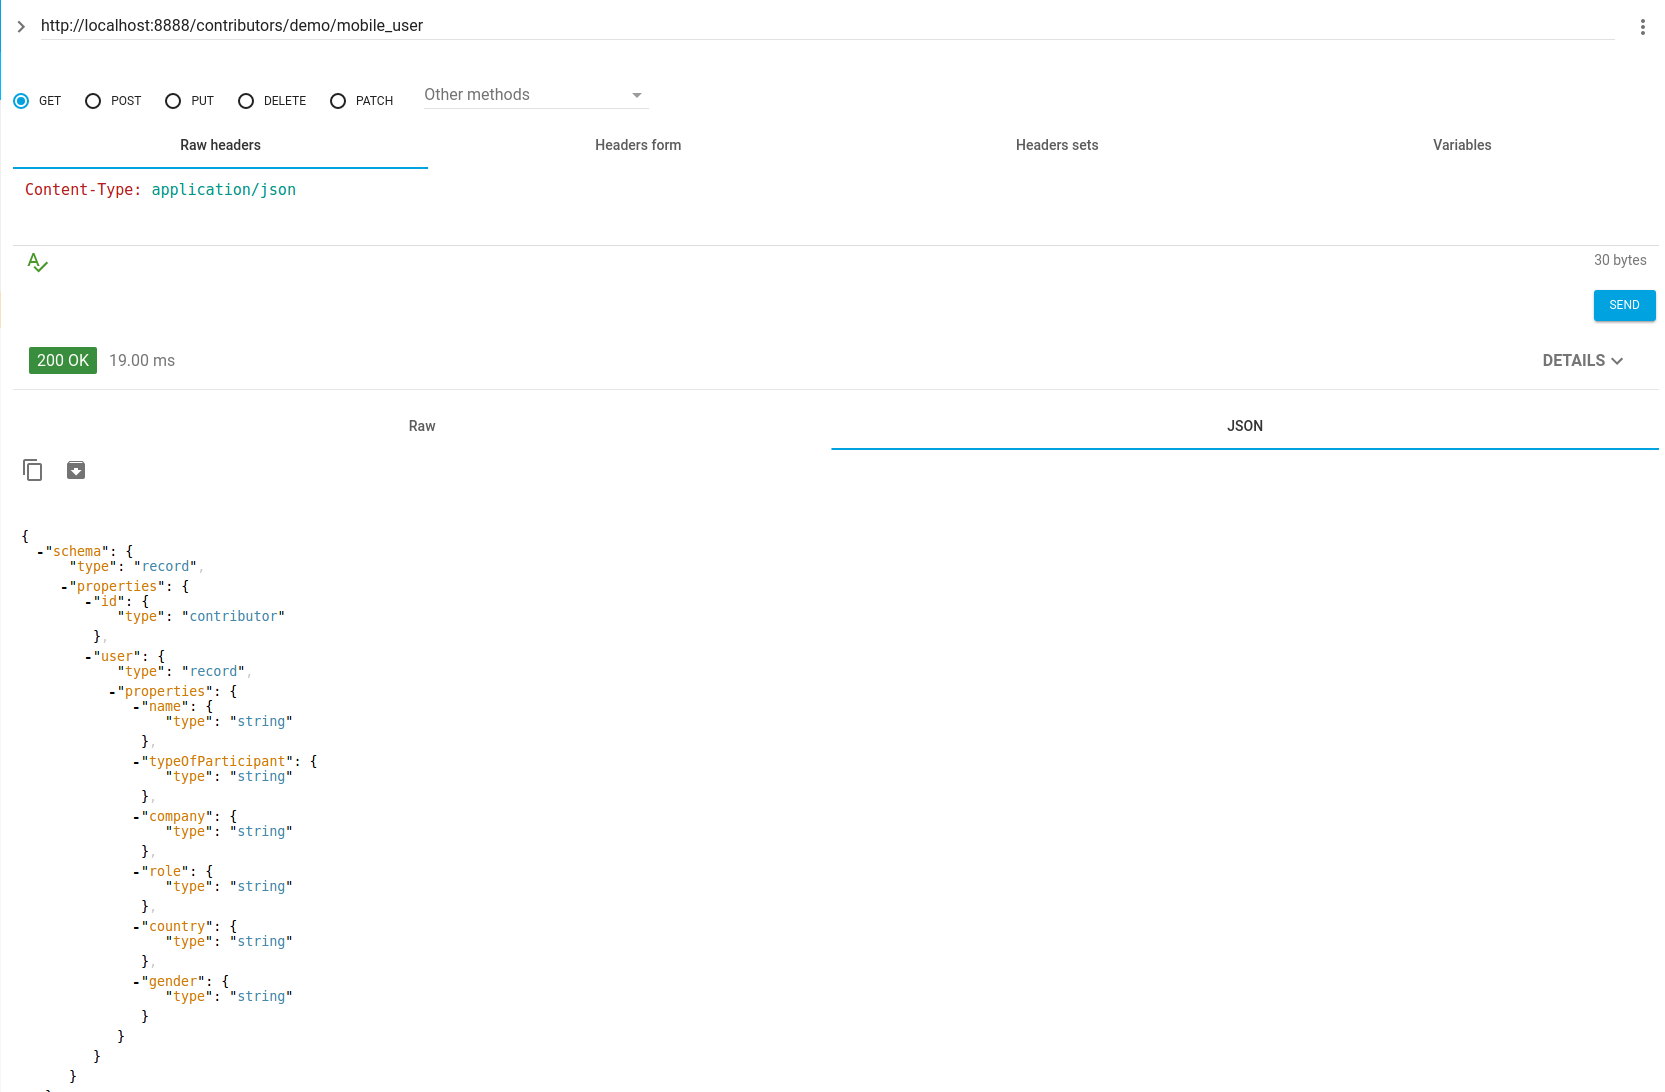 http://localhost:8888/contributors/demo/mobile_user
GET POST PUT DELETE PATCH Other methods
Raw headers Headers form Headers sets Variables
Content-Type: application/json
30 bytes
SEND
200 OK 19.00 ms DETAILS
Raw JSON
{
-"schema": {
"type": "record",
-"properties": {
-"id": {
"type": "contributor"
},
-"user": {
"type": "record",
-"properties": {
-"name": {
"type": "string"
},
-"typeOfParticipant": {
"type": "string"
},
-"company": {
"type": "string"
},
-"role": {
"type": "string"
},
-"country": {
"type": "string"
},
-"gender": {
"type": "string"
}
}
}
}